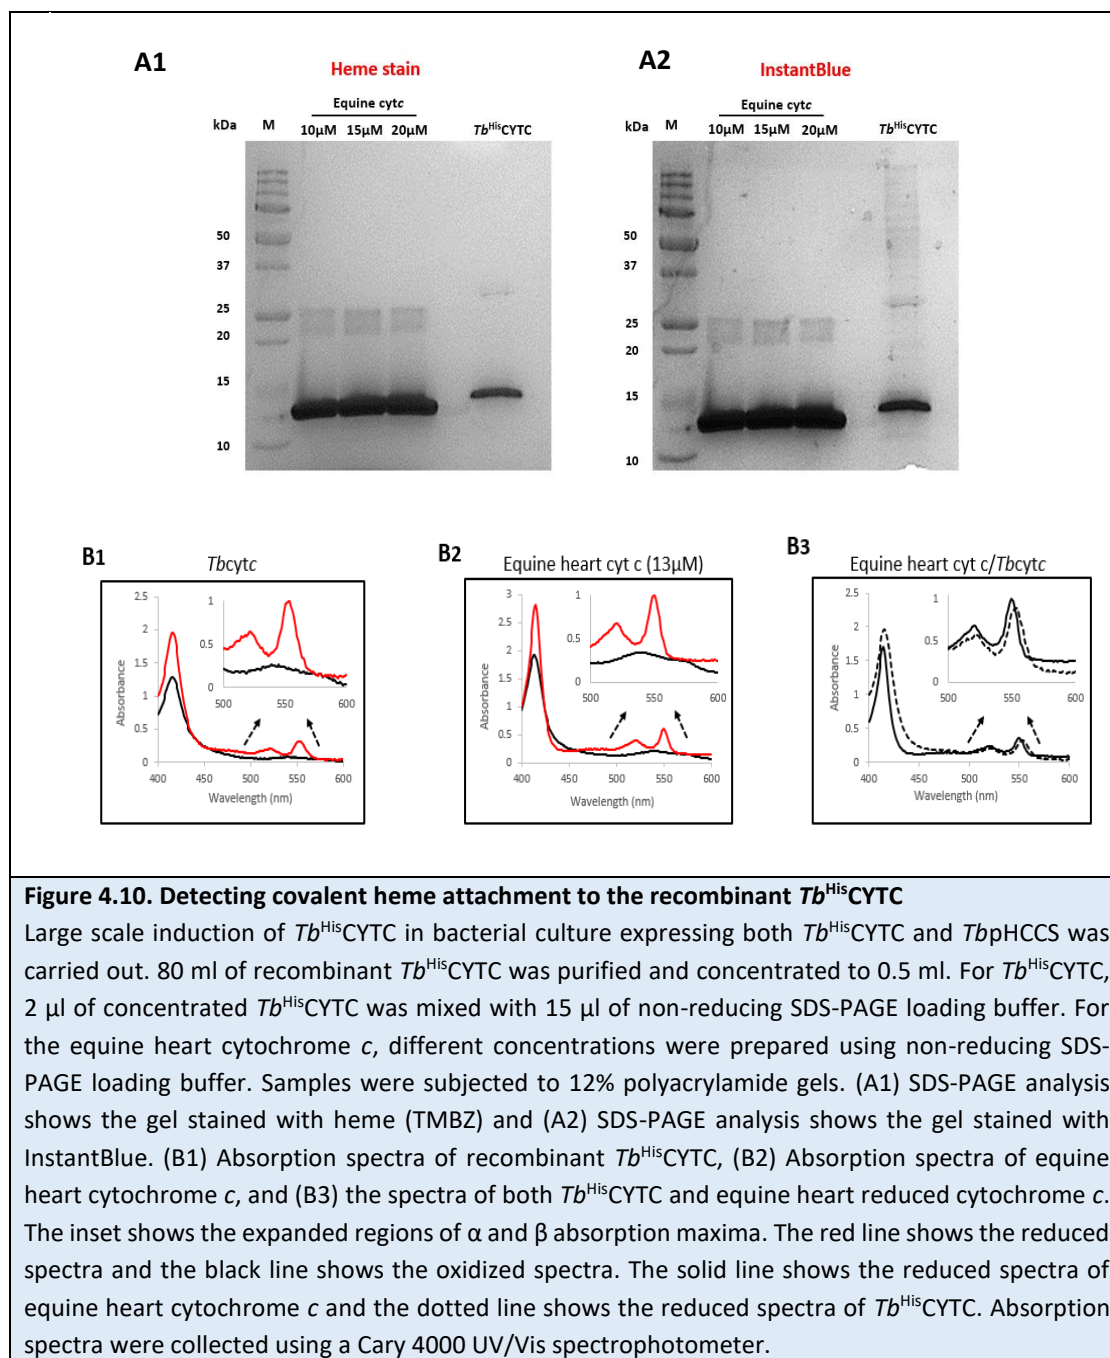 A1
Heme stain
Equine cytc
kDa
M
10µM 15µM 20µM
Tb^HisCYTC
50
37
25
20
15
10
A2
InstantBlue
Equine cytc
kDa
M
10µM 15µM 20µM
Tb^HisCYTC
50
37
25
20
15
10
B1
Tbcytc
Absorbance
2.5
2
1.5
1
0.5
0
400 450 500 550 600
Wavelength (nm)
1
0.5
0
500 550 600
B2
Equine heart cyt c (13µM)
Absorbance
3
2.5
2
1.5
1
0.5
0
400 450 500 550 600
Wavelength (nm)
1
0.5
0
500 550 600
B3
Equine heart cyt c/Tbcytc
Absorbance
2.5
2
1.5
1
0.5
0
400 450 500 550 600
Wavelength (nm)
1
0.5
0
500 550 600
Figure 4.10. Detecting covalent heme attachment to the recombinant Tb^HisCYTC
Large scale induction of Tb^HisCYTC in bacterial culture expressing both Tb^HisCYTC and TbpHCCS was
carried out. 80 ml of recombinant Tb^HisCYTC was purified and concentrated to 0.5 ml. For Tb^HisCYTC,
2 µl of concentrated Tb^HisCYTC was mixed with 15 µl of non-reducing SDS-PAGE loading buffer. For
the equine heart cytochrome c, different concentrations were prepared using non-reducing SDS-
PAGE loading buffer. Samples were subjected to 12% polyacrylamide gels. (A1) SDS-PAGE analysis
shows the gel stained with heme (TMBZ) and (A2) SDS-PAGE analysis shows the gel stained with
InstantBlue. (B1) Absorption spectra of recombinant Tb^HisCYTC, (B2) Absorption spectra of equine
heart cytochrome c, and (B3) the spectra of both Tb^HisCYTC and equine heart reduced cytochrome c.
The inset shows the expanded regions of α and β absorption maxima. The red line shows the reduced
spectra and the black line shows the oxidized spectra. The solid line shows the reduced spectra of
equine heart cytochrome c and the dotted line shows the reduced spectra of Tb^HisCYTC. Absorption
spectra were collected using a Cary 4000 UV/Vis spectrophotometer.